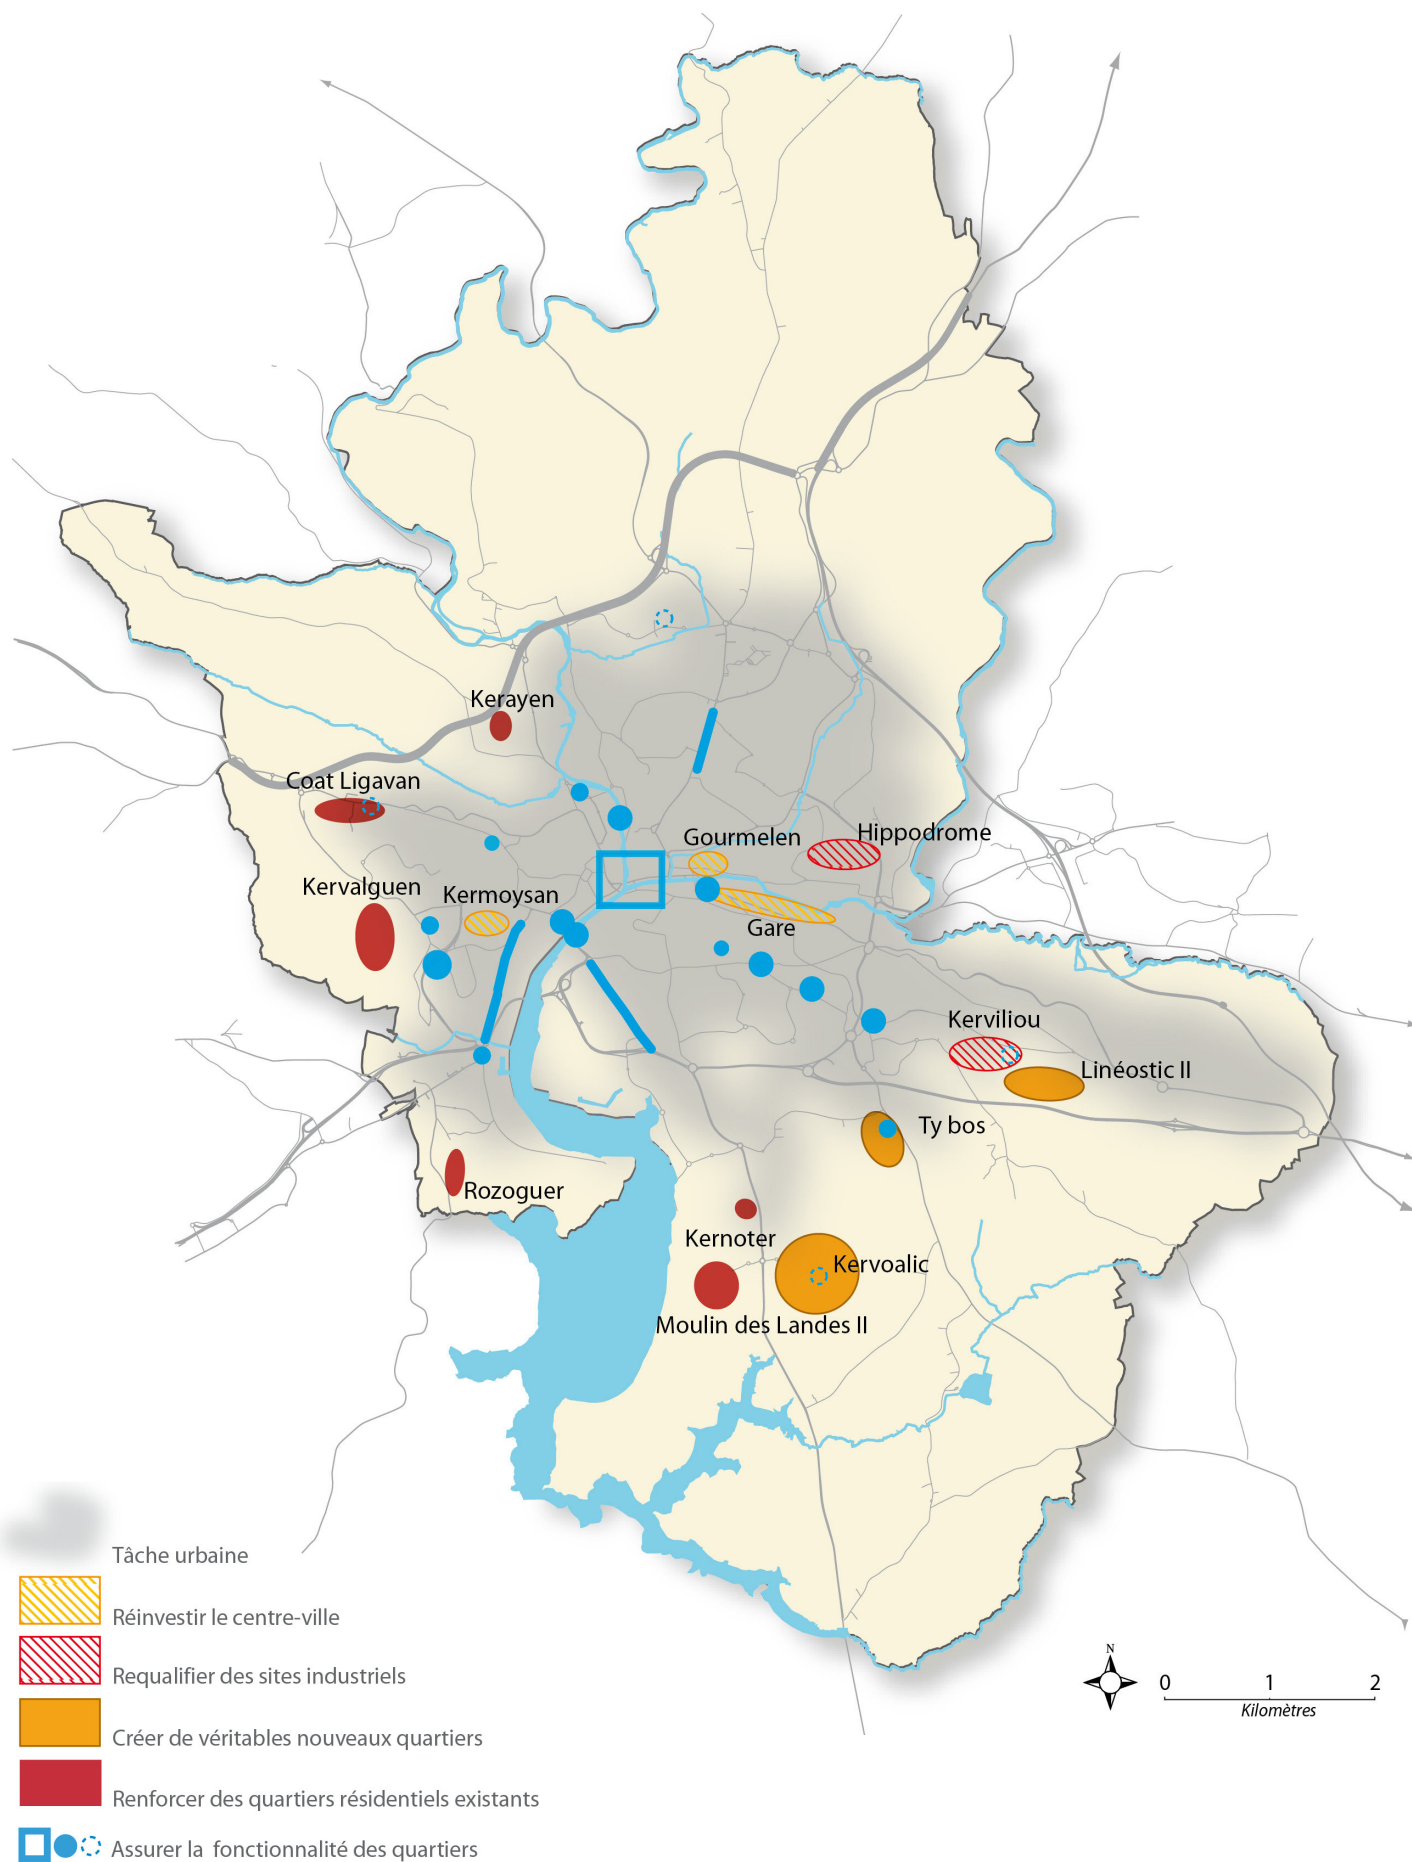 Kerayen
Coat Ligavan
Gourmelen
Hippodrome
Kervalguen
Kermoysan
Gare
Kerviliou
Linéostic II
Ty bos
Rozoguer
Kernoter
Kervoalic
Moulin des Landes II
Tâche urbaine
Réinvestir le centre-ville
Requalifier des sites industriels
Créer de véritables nouveaux quartiers
Renforcer des quartiers résidentiels existants
Assurer la fonctionnalité des quartiers
N
0 1 2
Kilomètres